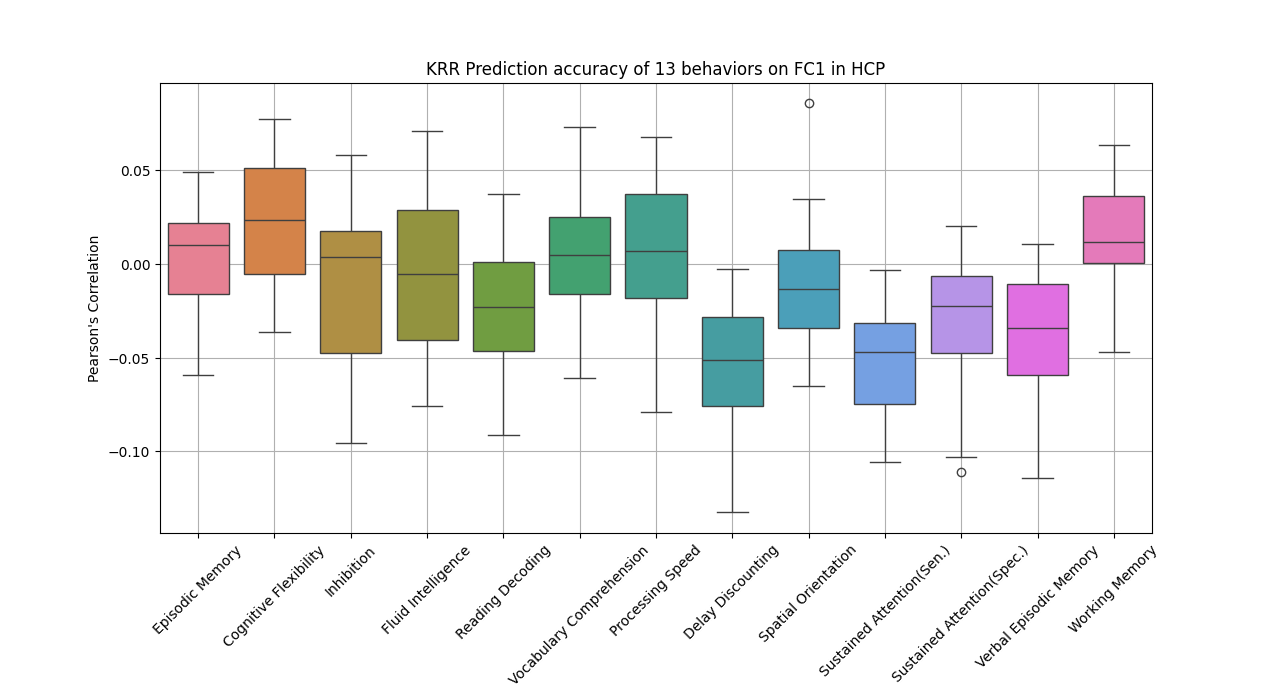 KRR Prediction accuracy of 13 behaviors on FC1 in HCP
Pearson's Correlation
0.05
0.00
−0.05
−0.10
Episodic Memory
Cognitive Flexibility
Inhibition
Fluid Intelligence
Reading Decoding
Vocabulary Comprehension
Processing Speed
Delay Discounting
Spatial Orientation
Sustained Attention(Sen.)
Sustained Attention(Spec.)
Verbal Episodic Memory
Working Memory